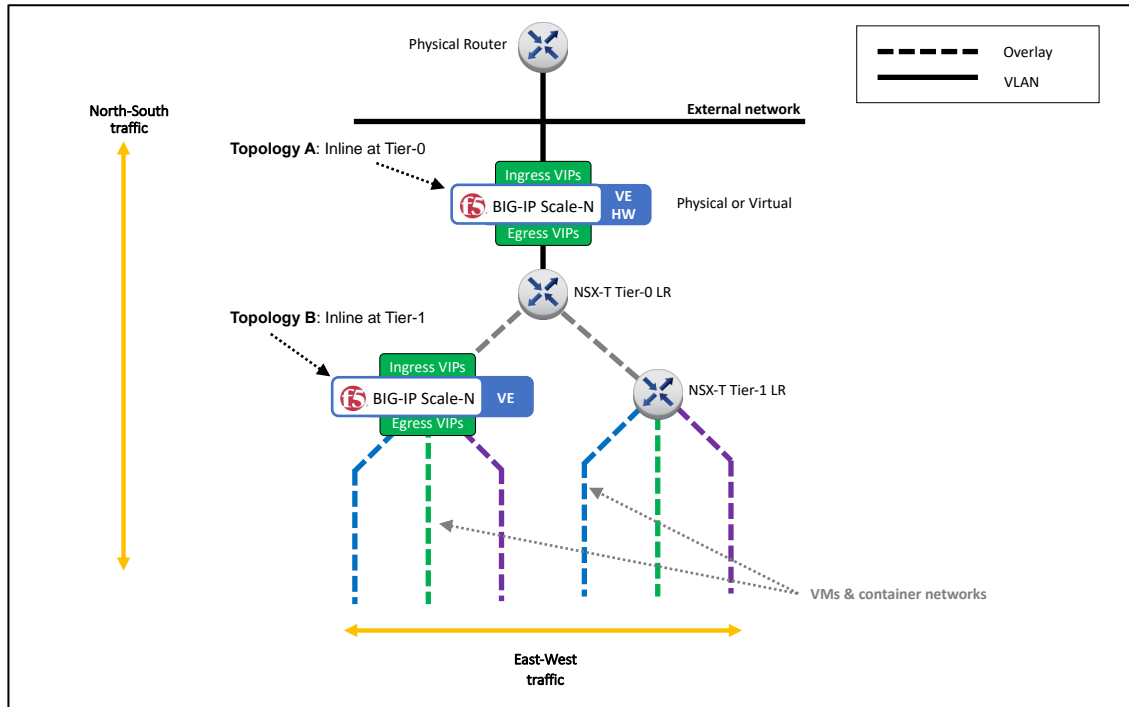 Physical Router
Overlay
VLAN
North-South
traffic
External network
Topology A: Inline at Tier-0
Ingress VIPs
f5
BIG-IP Scale-N
VE
HW
Physical or Virtual
Egress VIPs
NSX-T Tier-0 LR
Topology B: Inline at Tier-1
Ingress VIPs
f5
BIG-IP Scale-N
VE
NSX-T Tier-1 LR
Egress VIPs
VMs & container networks
East-West
traffic